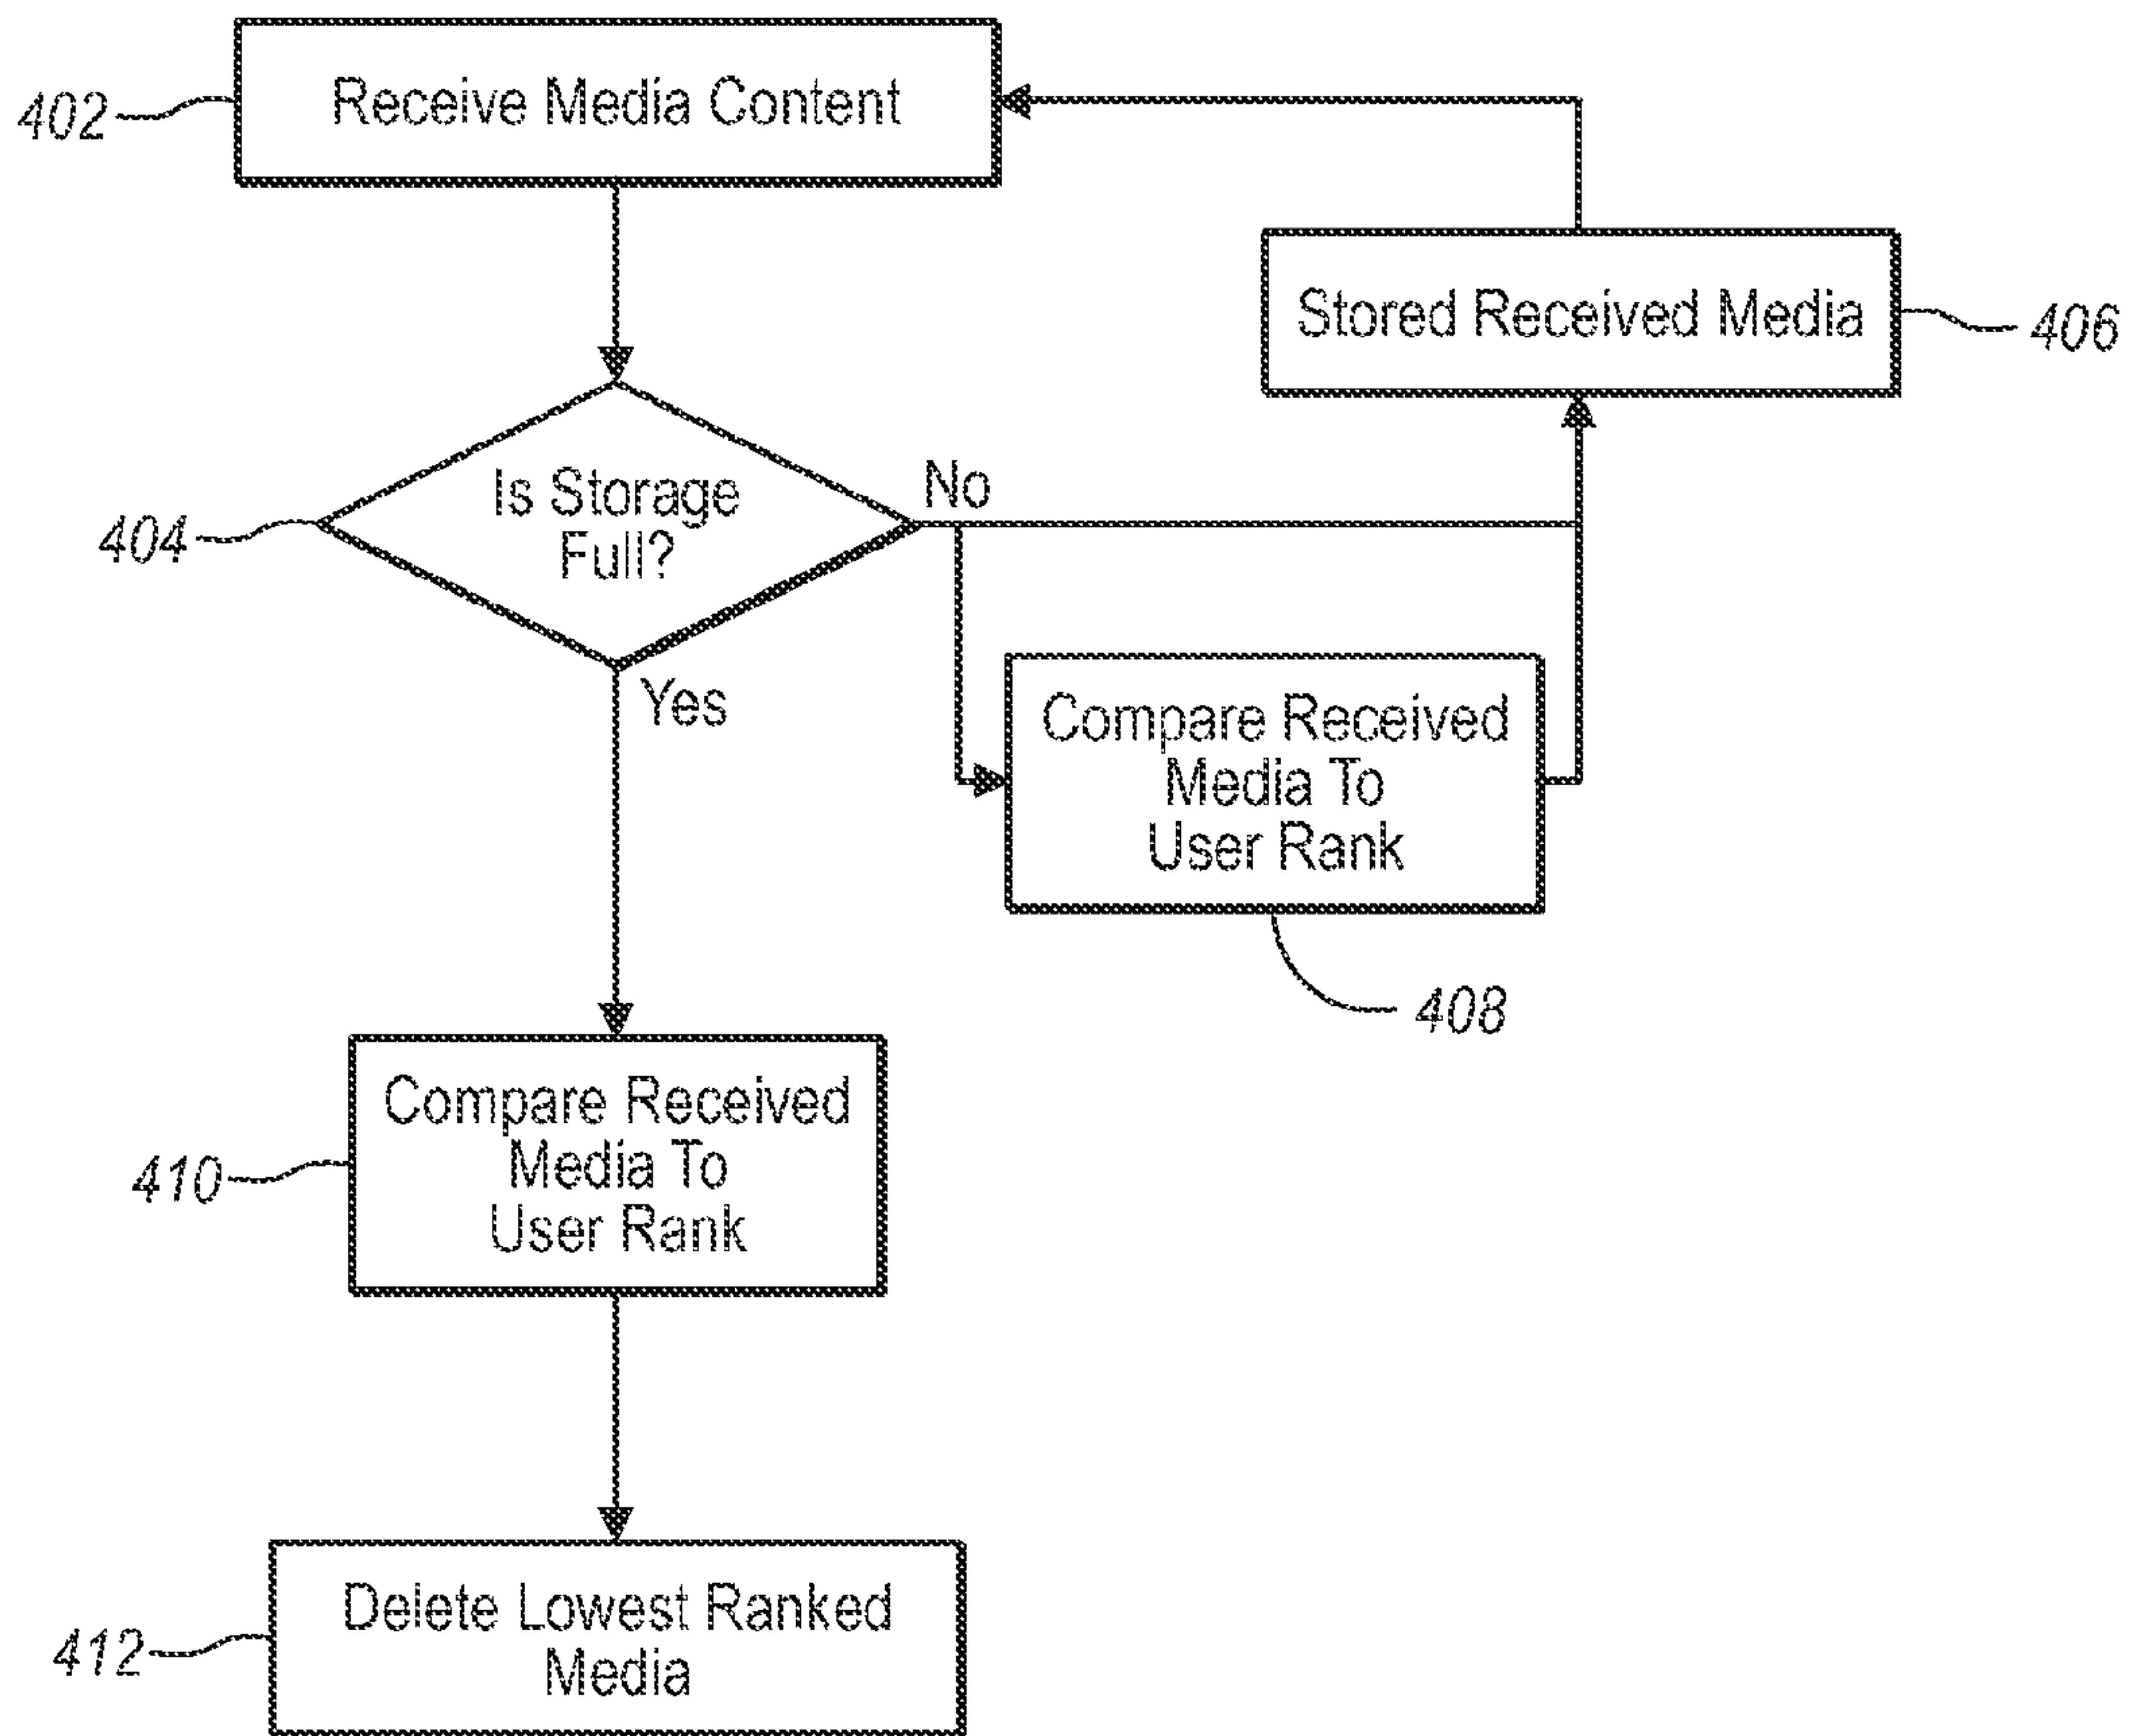 Receive Media Content
402
Stored Received Media
406
Is Storage
Full?
No
404
Yes
Compare Received
Media To
User Rank
408
Compare Received
Media To
User Rank
410
Delete Lowest Ranked
Media
412